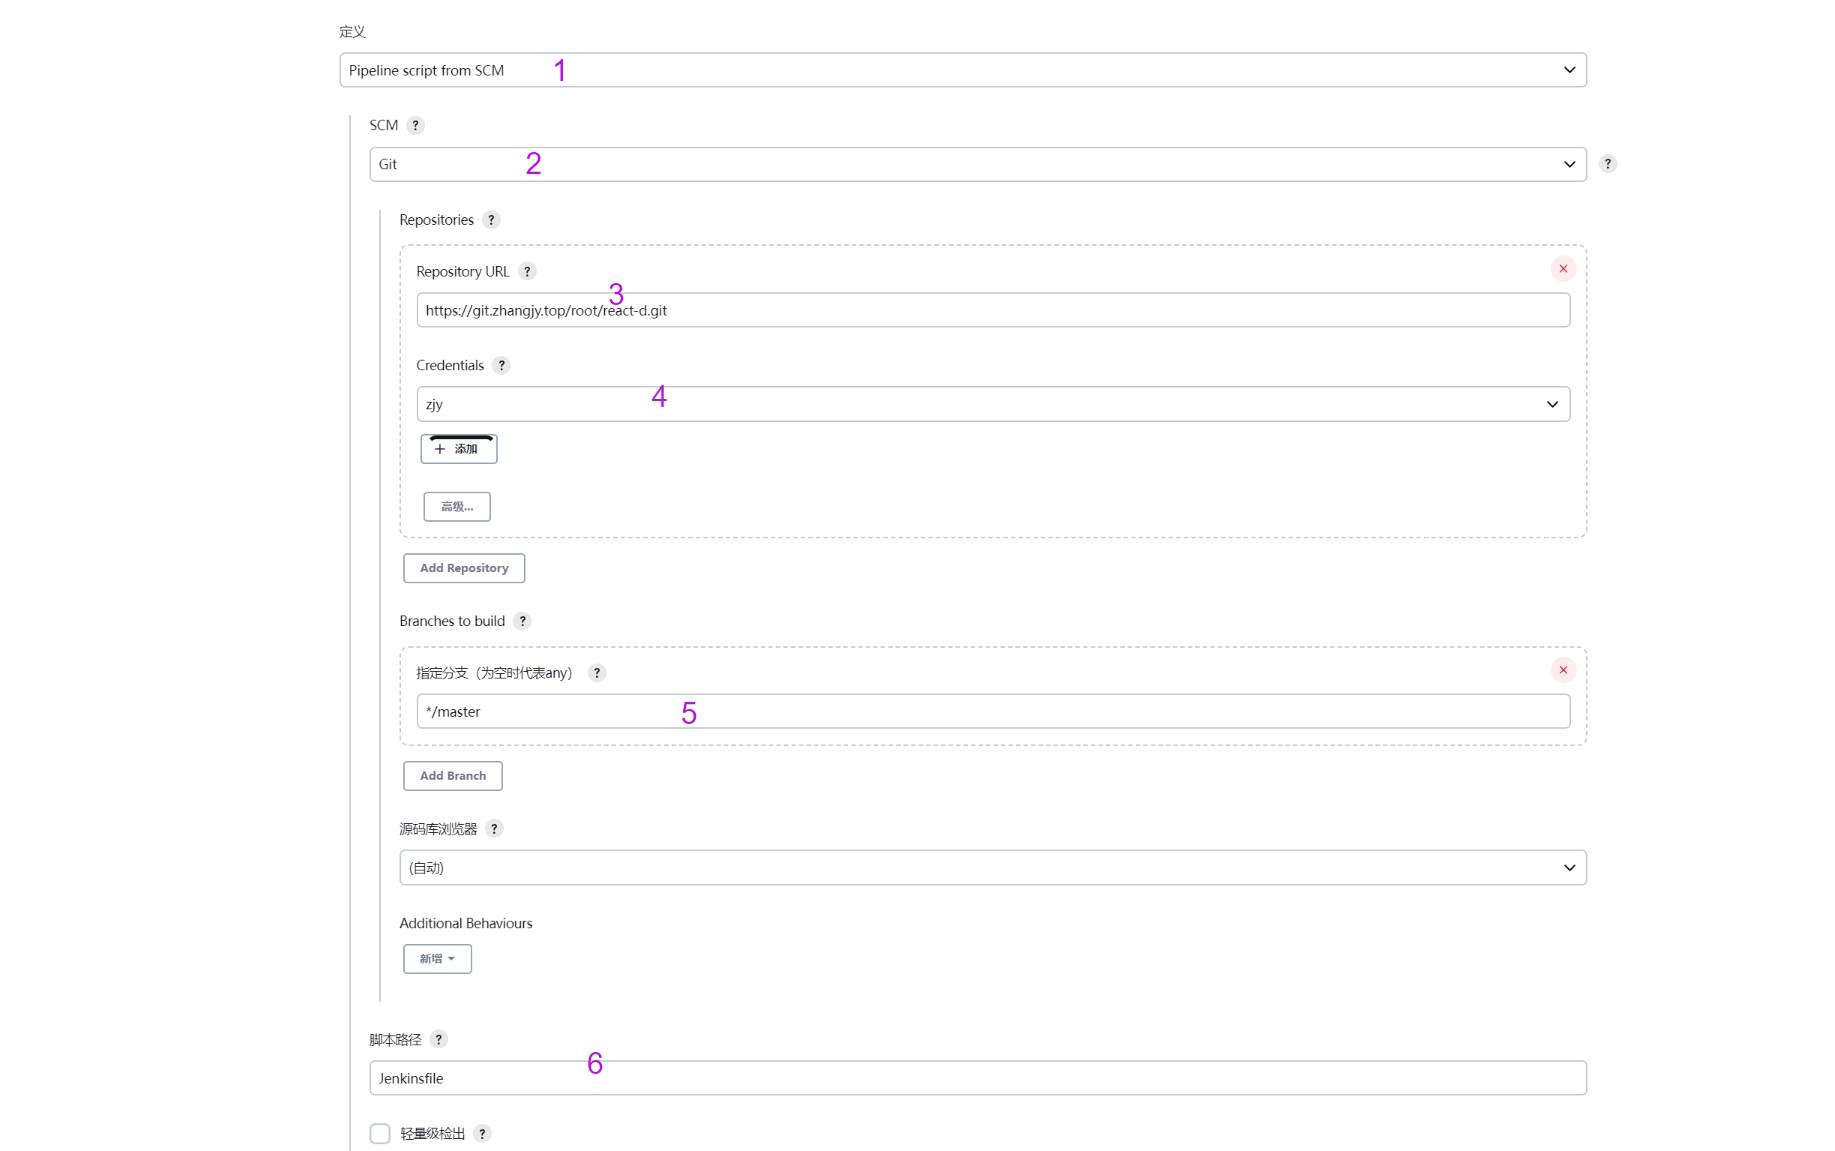 定义
Pipeline script from SCM 1
SCM ?
Git 2 ?
Repositories ?
Repository URL ?
3
https://git.zhangjy.top/root/react-d.git
Credentials ?
zjy 4
+ 添加
高级...
Add Repository
Branches to build ?
指定分支（为空时代表any） ?
*/master 5
Add Branch
源码库浏览器 ?
(自动)
Additional Behaviours
新增
脚本路径 ?
6
Jenkinsfile
轻量级检出 ?